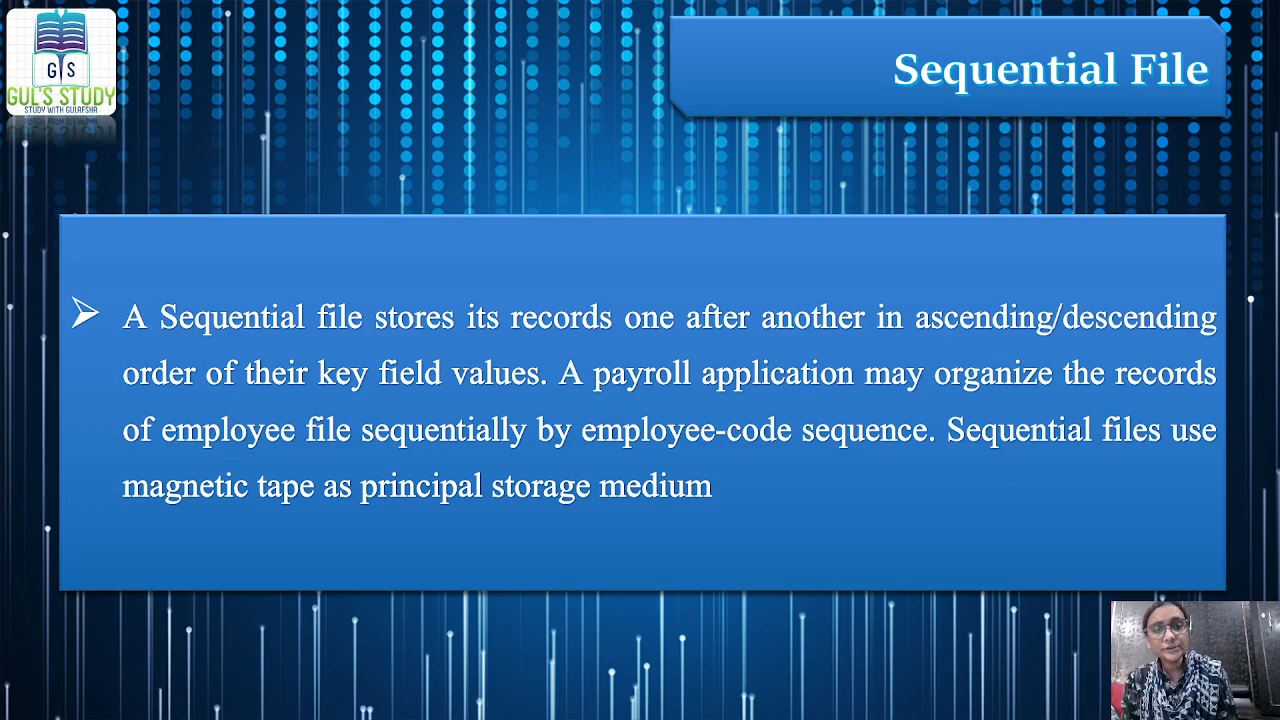 GS
GUL'S STUDY
STUDY WITH GULAFSHA
Sequential File
A Sequential file stores its records one after another in ascending/descending
order of their key field values. A payroll application may organize the records
of employee file sequentially by employee-code sequence. Sequential files use
magnetic tape as principal storage medium